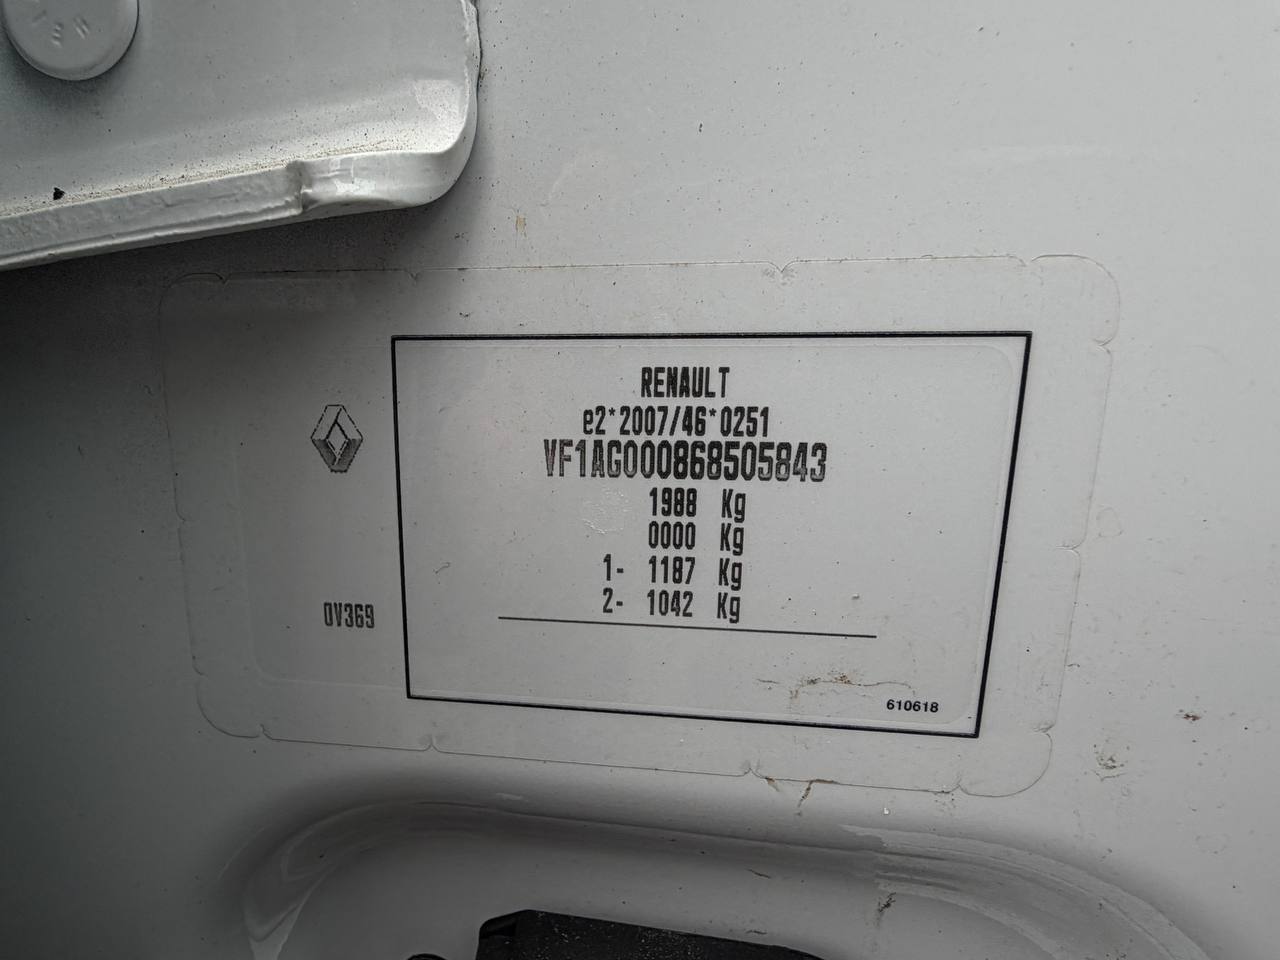 RENAULT
e2*2007/46*0251
VF1AG000868505843
1988 Kg
0000 Kg
1- 1187 Kg
2- 1042 Kg
0V369
610618